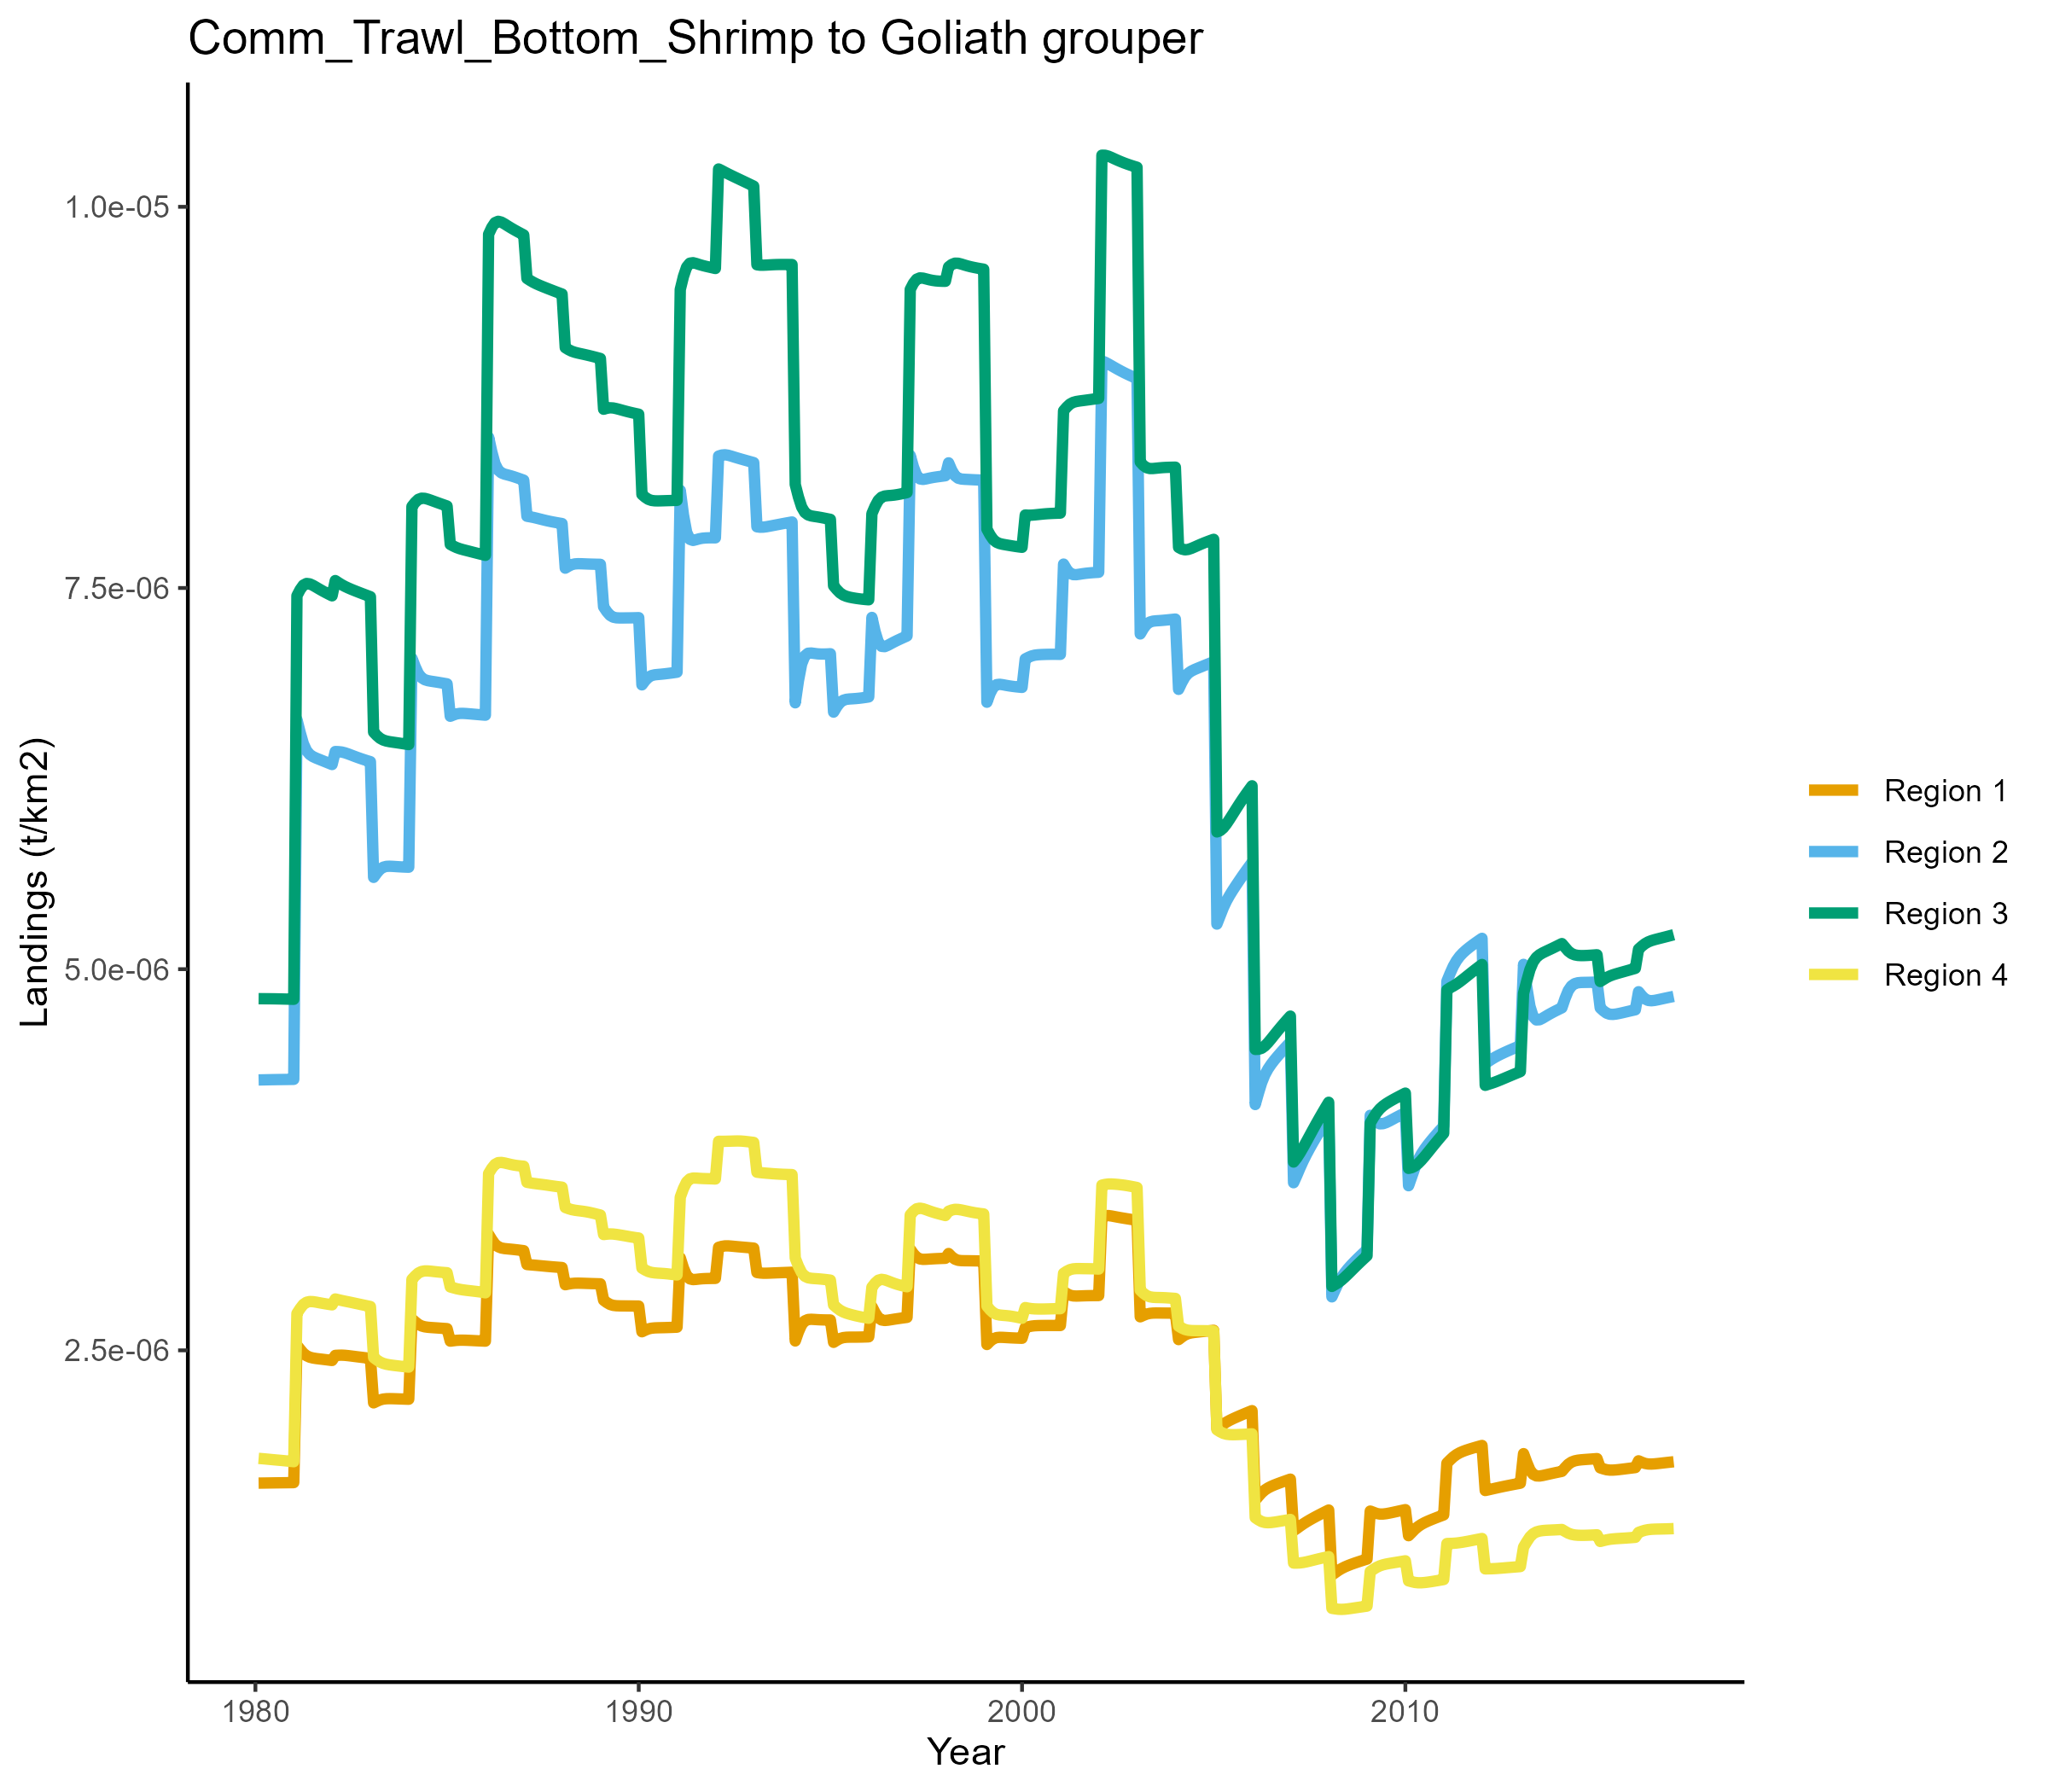 Comm_Trawl_Bottom_Shrimp to Goliath grouper
Landings (t/km2)
1.0e-05
7.5e-06
5.0e-06
2.5e-06
1980
1990
2000
2010
Year
Region 1
Region 2
Region 3
Region 4